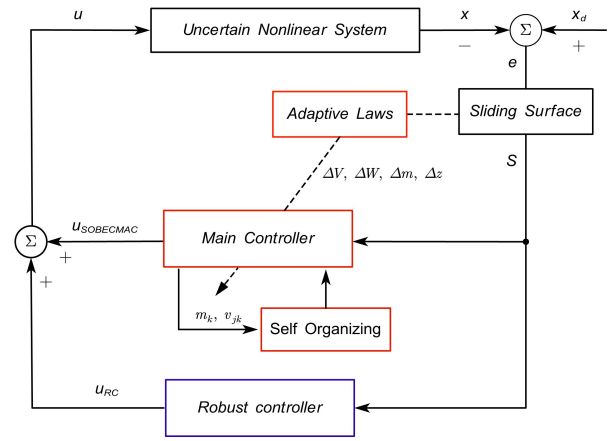 u
Uncertain Nonlinear System
x
x_d
Σ
−
+
e
Adaptive Laws
Sliding Surface
S
ΔV, ΔW, Δm, Δz
u_SOBECMAC
Main Controller
Σ
+
+
m_k, v_jk
Self Organizing
u_RC
Robust controller